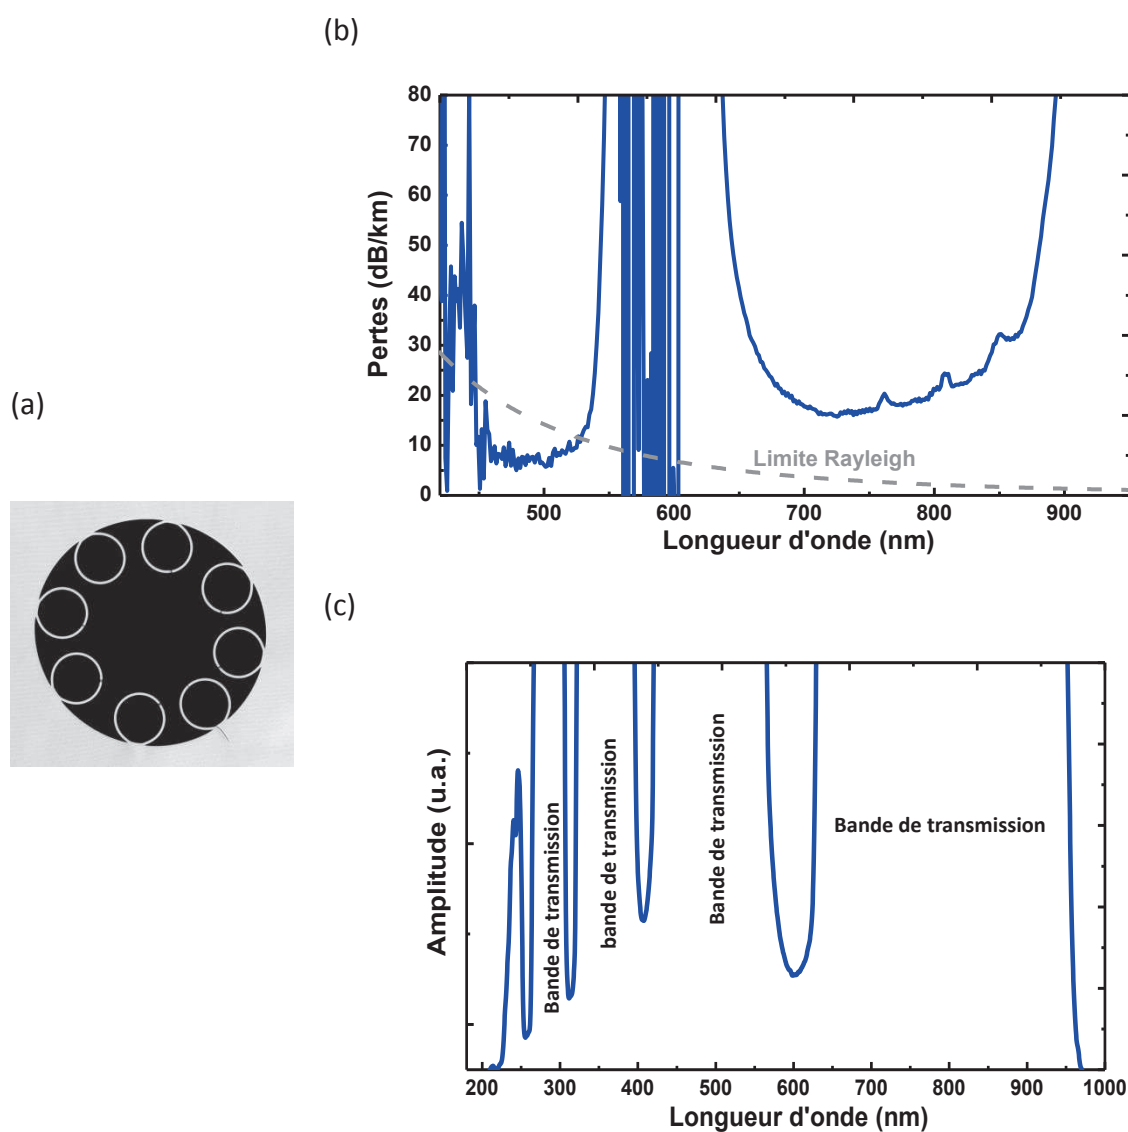 (b)
80
70
60
50
40
30
20
10
0
Pertes (dB/km)
Limite Rayleigh
500 600 700 800 900
Longueur d'onde (nm)
(a)
(c)
Amplitude (u.a.)
Bande de transmission
bande de transmission
Bande de transmission
Bande de transmission
200 300 400 500 600 700 800 900 1000
Longueur d'onde (nm)